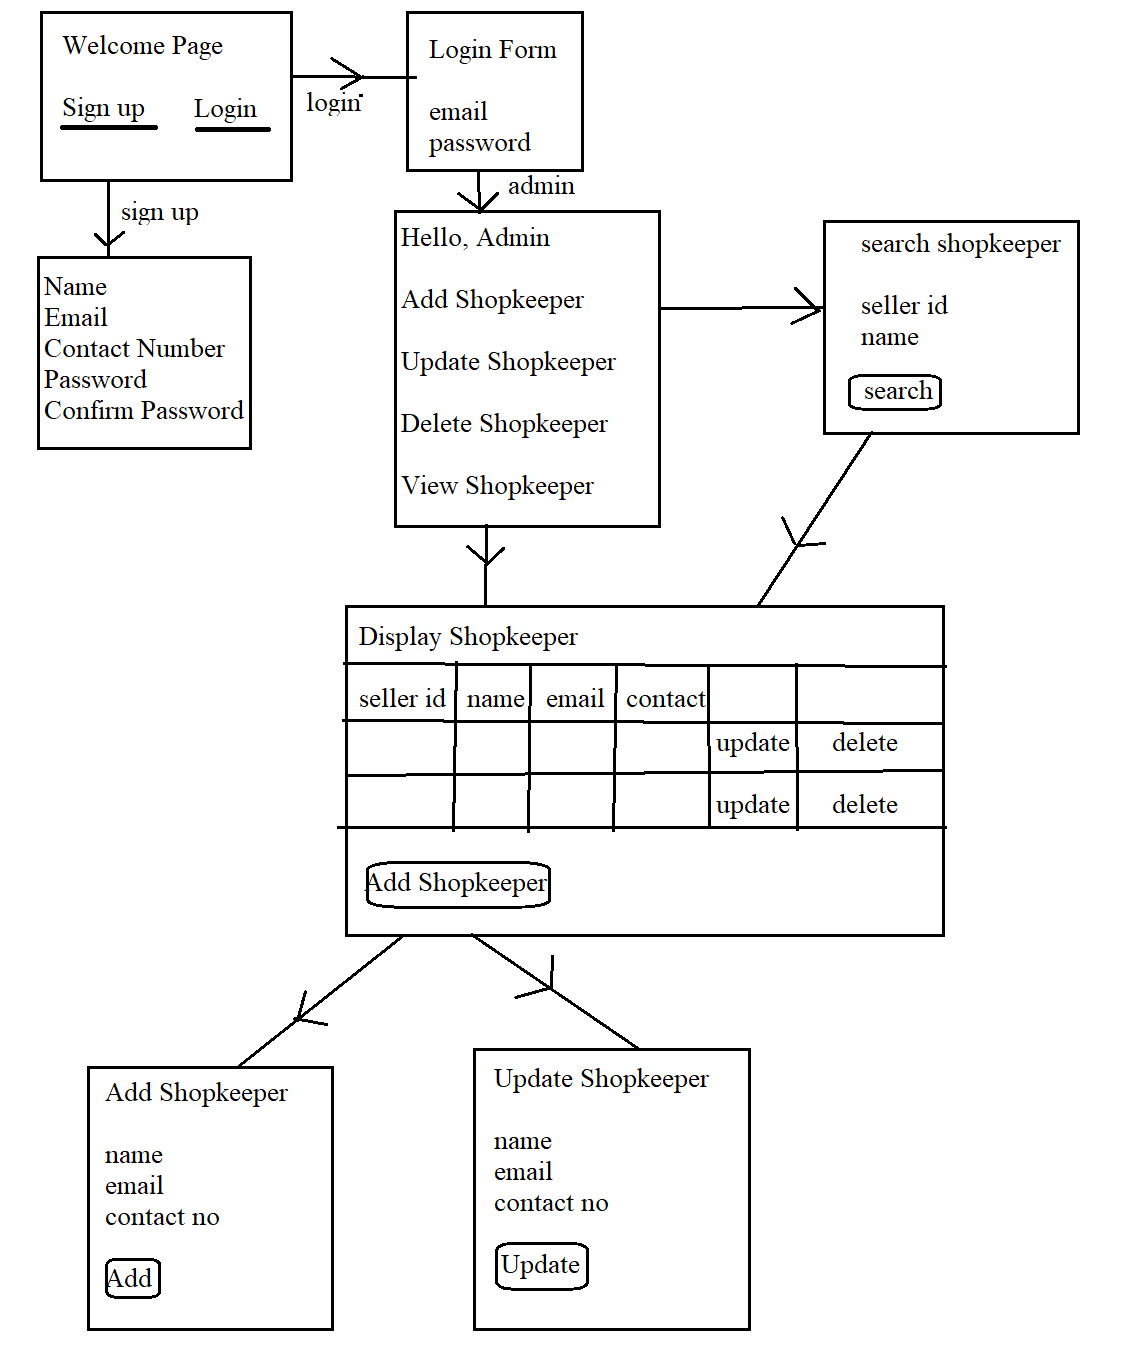 Welcome Page
Sign up Login
login
Login Form
email
password
sign up
admin
Name
Email
Contact Number
Password
Confirm Password
Hello, Admin
Add Shopkeeper
Update Shopkeeper
Delete Shopkeeper
View Shopkeeper
search shopkeeper
seller id
name
search
Display Shopkeeper
seller id name email contact
update delete
update delete
Add Shopkeeper
Add Shopkeeper
name
email
contact no
Add
Update Shopkeeper
name
email
contact no
Update